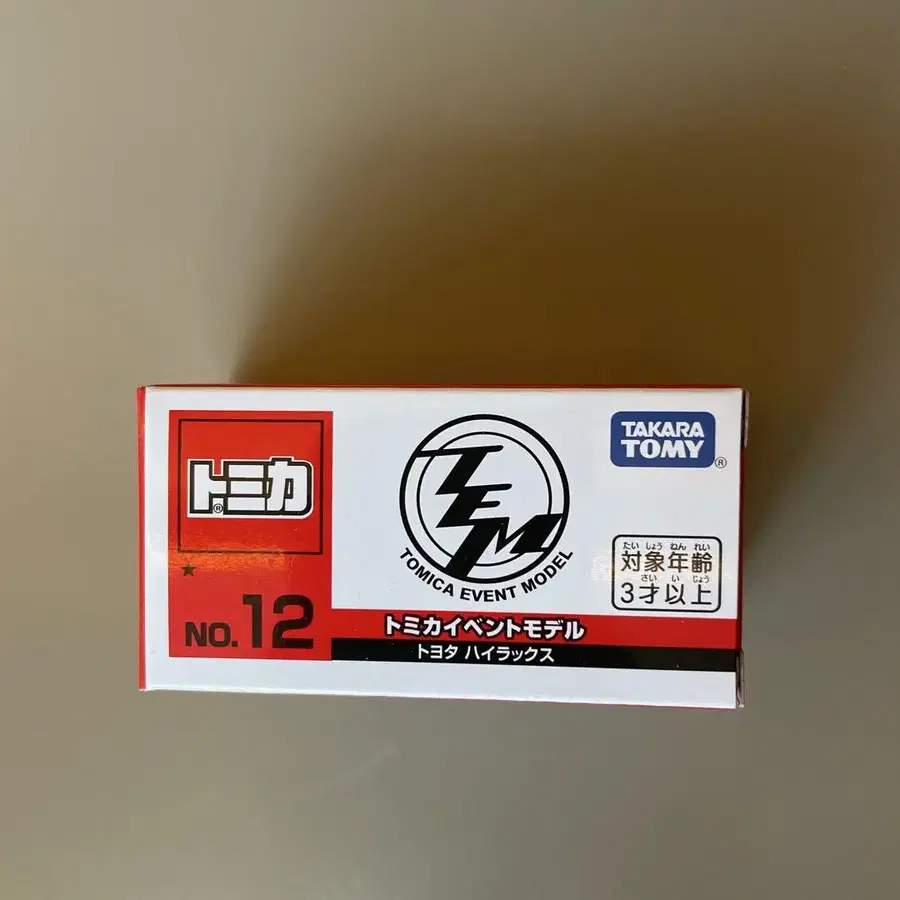 トミカ
®
NO.12
TEM
TOMICA EVENT MODEL
トミカイベントモデル
トヨタ ハイラックス
TAKARA
TOMY
®
たい しょう ねん れい
対象年齢
さい い じょう
3才以上